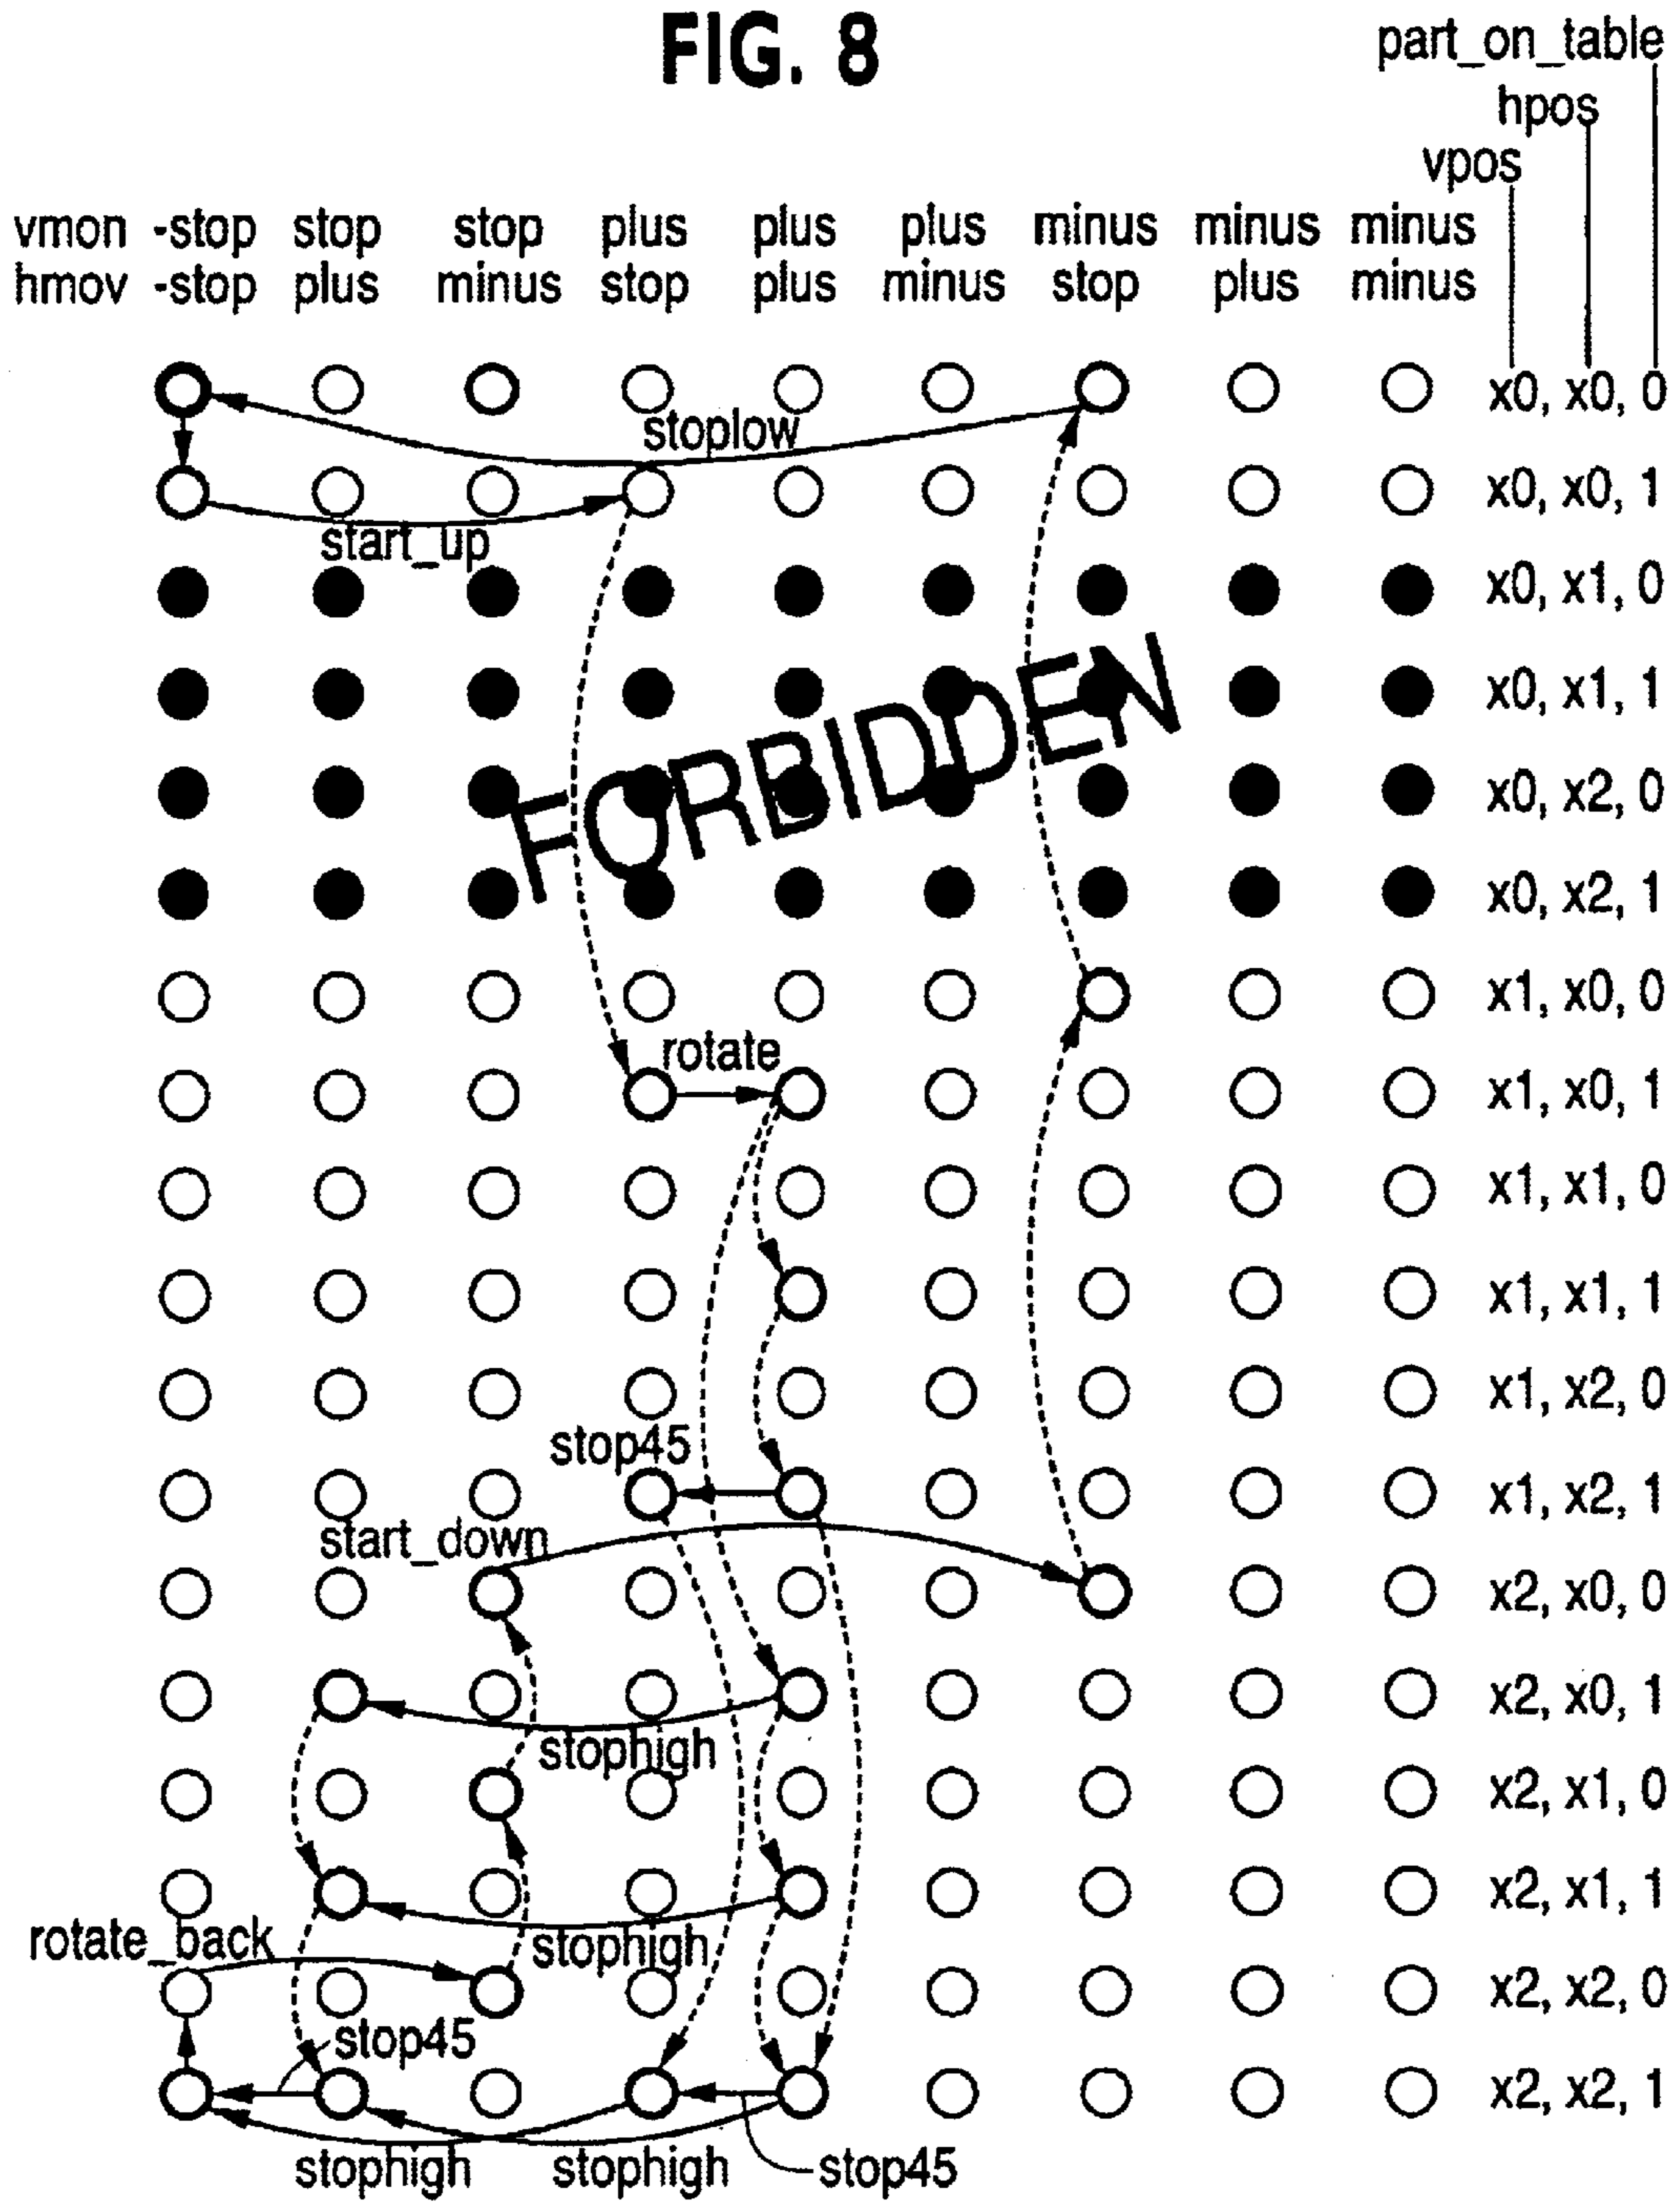 FIG. 8
part_on_table
hpos
vpos
vmon -stop stop stop plus plus plus minus minus minus
hmov -stop plus minus stop plus minus stop plus minus
x0, x0, 0
stoplow
x0, x0, 1
start_up
x0, x1, 0
x0, x1, 1
FORBIDDEN
x0, x2, 0
x0, x2, 1
x1, x0, 0
rotate
x1, x0, 1
x1, x1, 0
x1, x1, 1
x1, x2, 0
stop45
x1, x2, 1
start_down
x2, x0, 0
x2, x0, 1
stophigh
x2, x1, 0
x2, x1, 1
rotate_back
stophigh
x2, x2, 0
stop45
x2, x2, 1
stophigh stophigh stop45